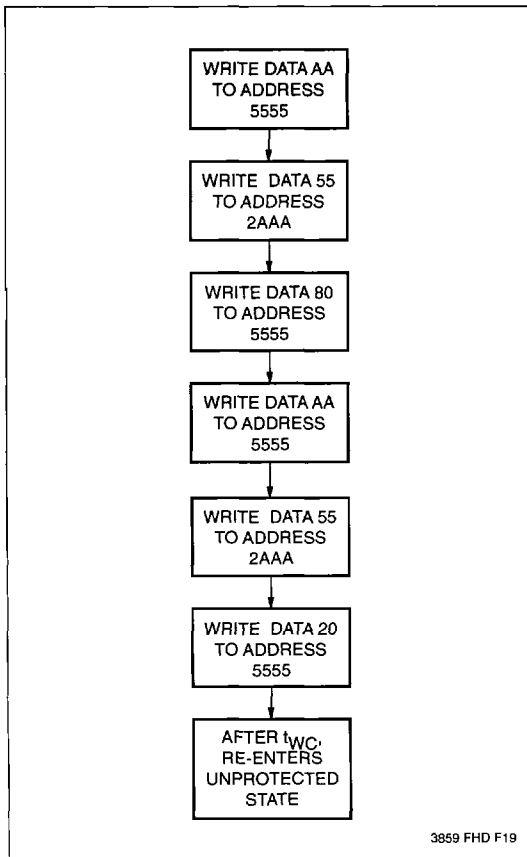 WRITE DATA AA
TO ADDRESS
5555
WRITE DATA 55
TO ADDRESS
2AAA
WRITE DATA 80
TO ADDRESS
5555
WRITE DATA AA
TO ADDRESS
5555
WRITE DATA 55
TO ADDRESS
2AAA
WRITE DATA 20
TO ADDRESS
5555
AFTER tWC,
RE-ENTERS
UNPROTECTED
STATE
3859 FHD F19